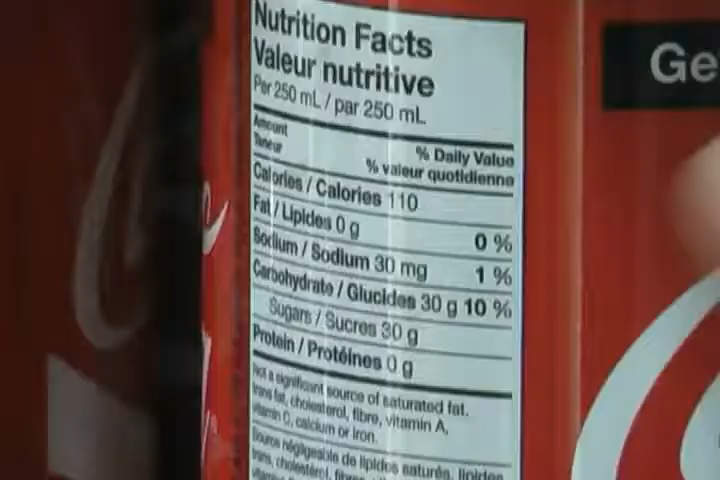 Nutrition Facts
Valeur nutritive
Per 250 mL / par 250 mL
Amount
Teneur
% Daily Value
% valeur quotidienne
Calories / Calories 110
Fat / Lipides 0 g 0 %
Sodium / Sodium 30 mg 1 %
Carbohydrate / Glucides 30 g 10 %
Sugars / Sucres 30 g
Protein / Protéines 0 g
Not a significant source of saturated fat,
trans fat, cholesterol, fibre, vitamin A,
vitamin C, calcium or iron.
Source négligeable de lipides saturés, lipides
trans, cholestérol, fibres
Ge